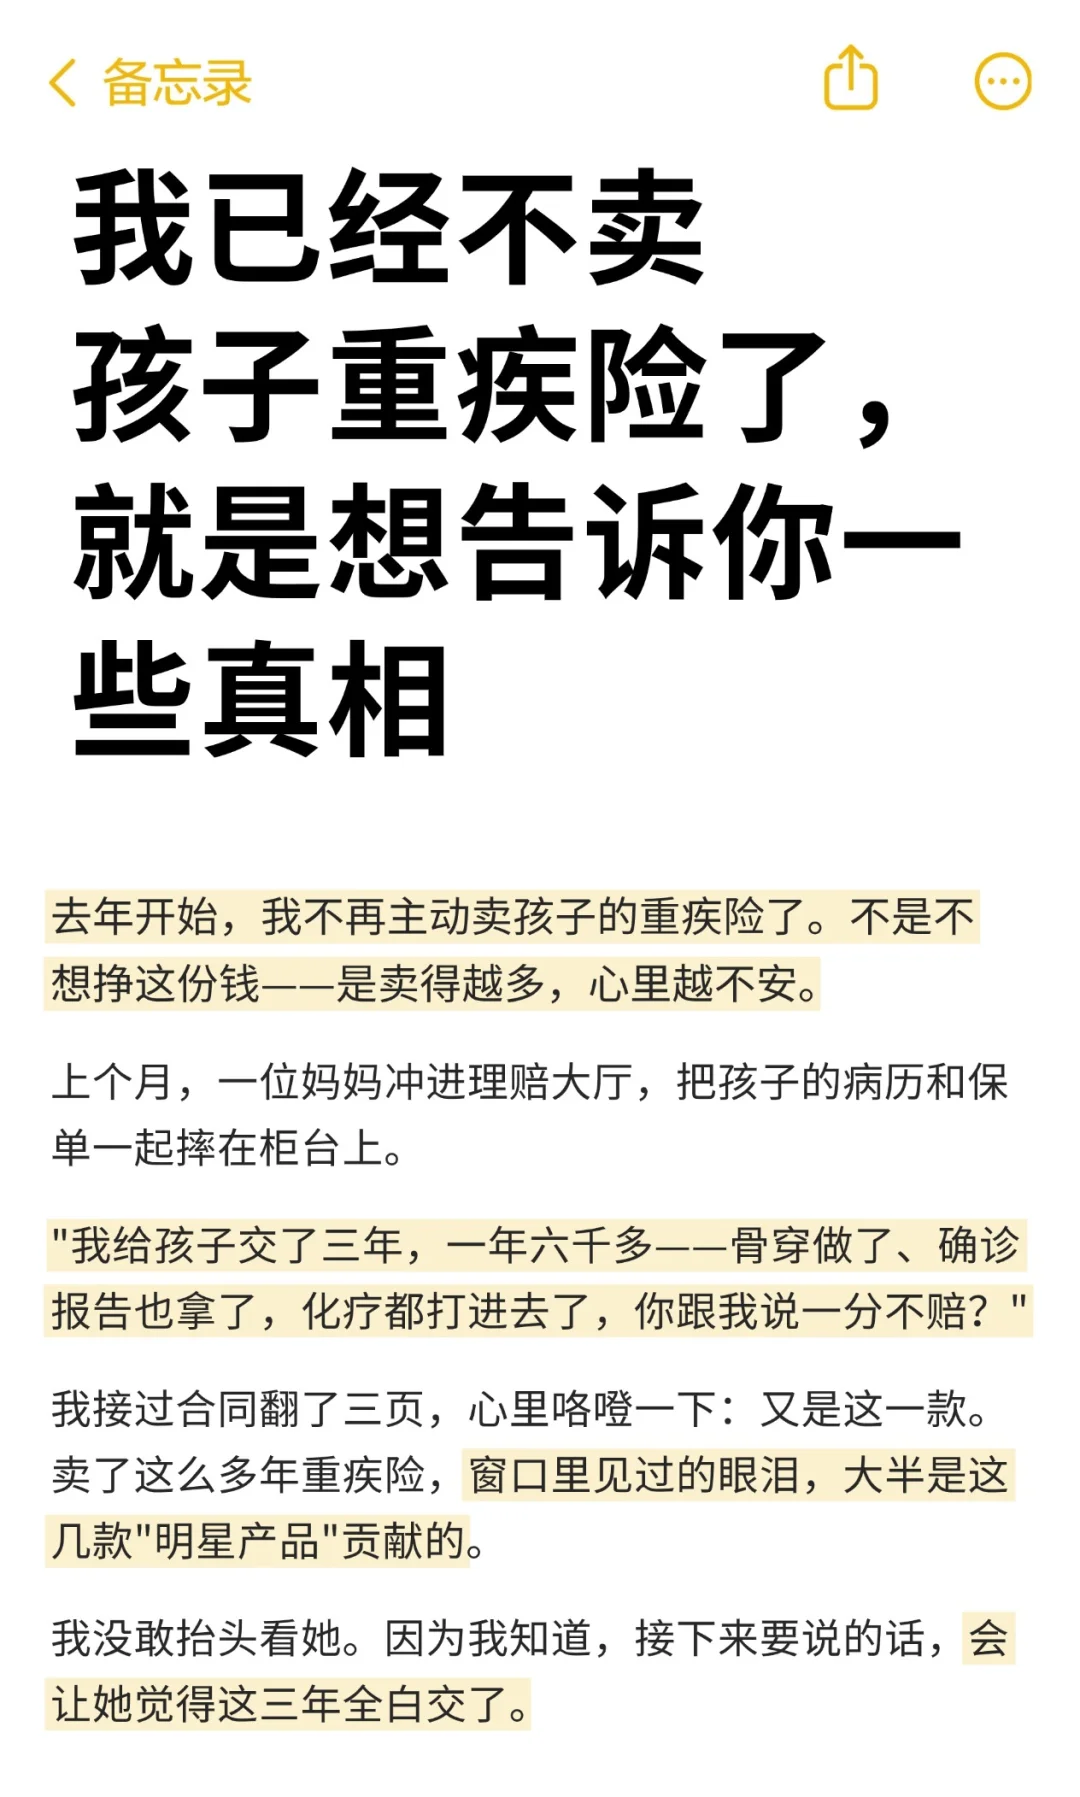 备忘录
我已经不卖
孩子重疾险了，
就是想告诉你一
些真相
去年开始，我不再主动卖孩子的重疾险了。不是不
想挣这份钱——是卖得越多，心里越不安。
上个月，一位妈妈冲进理赔大厅，把孩子的病历和保
单一起摔在柜台上。
"我给孩子交了三年，一年六千多——骨穿做了、确诊
报告也拿了，化疗都打进去了，你跟我说一分不赔？"
我接过合同翻了三页，心里咯噔一下：又是这一款。
卖了这么多年重疾险，窗口里见过的眼泪，大半是这
几款"明星产品"贡献的。
我没敢抬头看她。因为我知道，接下来要说的话，会
让她觉得这三年全白交了。